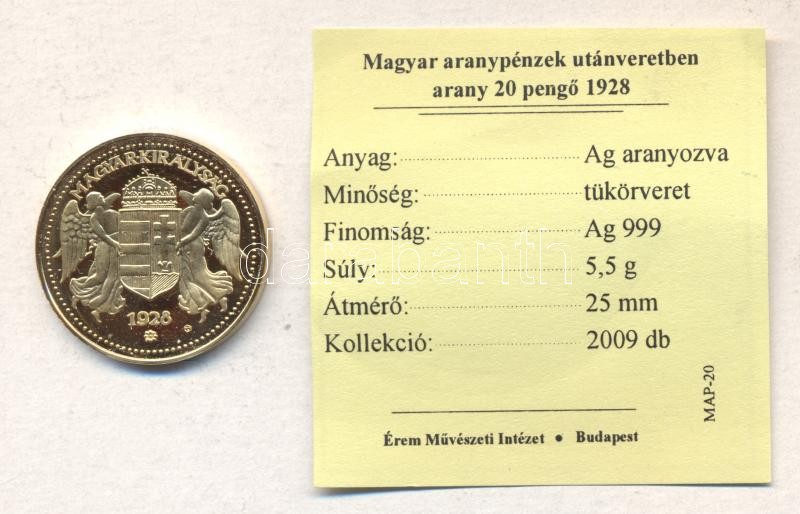 MAGYAR KIRÁLYSÁG
1928
Magyar aranypénzek utánveretben
arany 20 pengő 1928
Anyag: Ag aranyozva
Minőség: tükörveret
Finomság: Ag 999
Súly: 5,5 g
Átmérő: 25 mm
Kollekció: 2009 db
MAP-20
Érem Művészeti Intézet • Budapest
darabanth